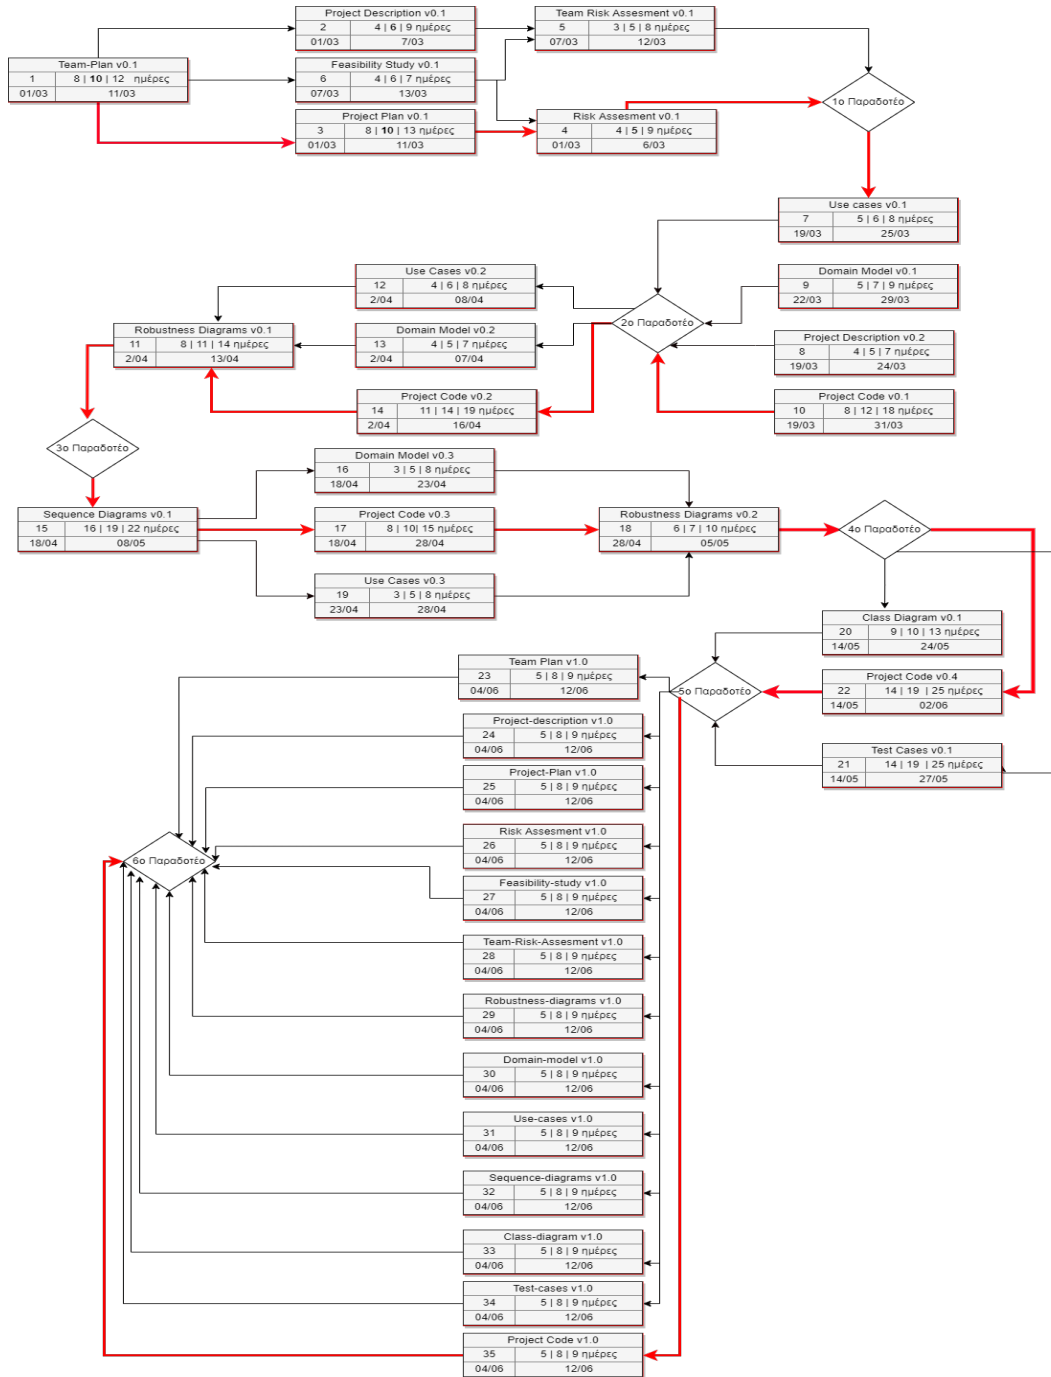 Project Description v0.1
2 4 | 6 | 9 ημέρες
01/03 7/03
Team Risk Assesment v0.1
5 3 | 5 | 8 ημέρες
07/03 12/03
Team-Plan v0.1
1 8 | 10 | 12 ημέρες
01/03 11/03
Feasibility Study v0.1
6 4 | 6 | 7 ημέρες
07/03 13/03
Project Plan v0.1
3 8 | 10 | 13 ημέρες
01/03 11/03
Risk Assesment v0.1
4 4 | 5 | 9 ημέρες
01/03 6/03
1ο Παραδοτέο
Use cases v0.1
7 5 | 6 | 8 ημέρες
19/03 25/03
Use Cases v0.2
12 4 | 6 | 8 ημέρες
2/04 08/04
Domain Model v0.1
9 5 | 7 | 9 ημέρες
22/03 29/03
2ο Παραδοτέο
Robustness Diagrams v0.1
11 8 | 11 | 14 ημέρες
2/04 13/04
Domain Model v0.2
13 4 | 5 | 7 ημέρες
2/04 07/04
Project Description v0.2
8 4 | 5 | 7 ημέρες
19/03 24/03
Project Code v0.2
14 11 | 14 | 19 ημέρες
2/04 16/04
Project Code v0.1
10 8 | 12 | 18 ημέρες
19/03 31/03
3ο Παραδοτέο
Domain Model v0.3
16 3 | 5 | 8 ημέρες
18/04 23/04
Sequence Diagrams v0.1
15 16 | 19 | 22 ημέρες
18/04 08/05
Project Code v0.3
17 8 | 10| 15 ημέρες
18/04 28/04
Robustness Diagrams v0.2
18 6 | 7 | 10 ημέρες
28/04 05/05
4ο Παραδοτέο
Use Cases v0.3
19 3 | 5 | 8 ημέρες
23/04 28/04
Class Diagram v0.1
20 9 | 10 | 13 ημέρες
14/05 24/05
Team Plan v1.0
23 5 | 8 | 9 ημέρες
04/06 12/06
5ο Παραδοτέο
Project Code v0.4
22 14 | 19 | 25 ημέρες
14/05 02/06
Project-description v1.0
24 5 | 8 | 9 ημέρες
04/06 12/06
Test Cases v0.1
21 14 | 19 | 25 ημέρες
14/05 27/05
Project-Plan v1.0
25 5 | 8 | 9 ημέρες
04/06 12/06
Risk Assesment v1.0
26 5 | 8 | 9 ημέρες
04/06 12/06
6ο Παραδοτέο
Feasibility-study v1.0
27 5 | 8 | 9 ημέρες
04/06 12/06
Team-Risk-Assesment v1.0
28 5 | 8 | 9 ημέρες
04/06 12/06
Robustness-diagrams v1.0
29 5 | 8 | 9 ημέρες
04/06 12/06
Domain-model v1.0
30 5 | 8 | 9 ημέρες
04/06 12/06
Use-cases v1.0
31 5 | 8 | 9 ημέρες
04/06 12/06
Sequence-diagrams v1.0
32 5 | 8 | 9 ημέρες
04/06 12/06
Class-diagram v1.0
33 5 | 8 | 9 ημέρες
04/06 12/06
Test-cases v1.0
34 5 | 8 | 9 ημέρες
04/06 12/06
Project Code v1.0
35 5 | 8 | 9 ημέρες
04/06 12/06